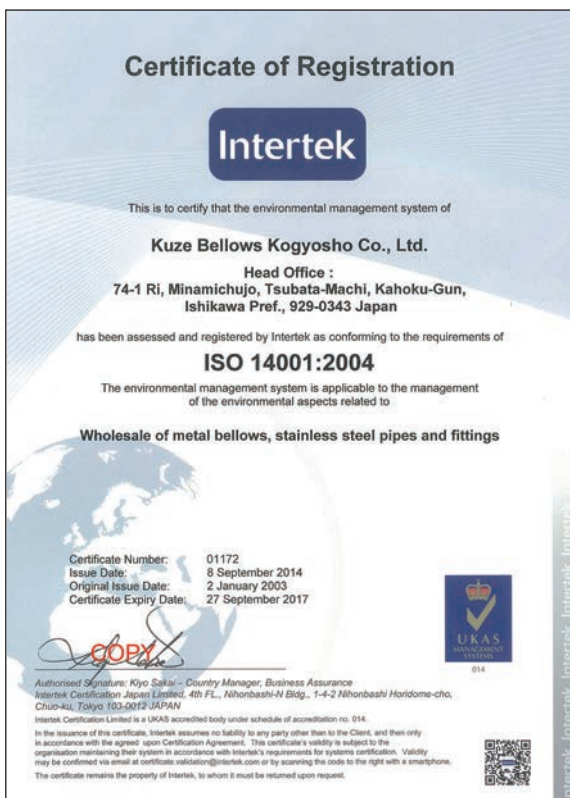 Certificate of Registration
Intertek
This is to certify that the environmental management system of
Kuze Bellows Kogyosho Co., Ltd.
Head Office :
74-1 Ri, Minamichujo, Tsubata-Machi, Kahoku-Gun,
Ishikawa Pref., 929-0343 Japan
has been assessed and registered by Intertek as conforming to the requirements of
ISO 14001:2004
The environmental management system is applicable to the management
of the environmental aspects related to
Wholesale of metal bellows, stainless steel pipes and fittings
Certificate Number: 01172
Issue Date: 8 September 2014
Original Issue Date: 2 January 2003
Certificate Expiry Date: 27 September 2017
COPY
UKAS
MANAGEMENT
SYSTEMS
014
Authorised Signature: Kiyo Sakai – Country Manager, Business Assurance
Intertek Certification Japan Limited, 4th FL., Nihonbashi-N Bldg., 1-4-2 Nihonbashi Horidome-cho,
Chuo-ku, Tokyo 103-0012 JAPAN
Intertek Certification Limited is a UKAS accredited body under schedule of accreditation no. 014.
In the issuance of this certificate, Intertek assumes no liability to any party other than to the Client, and then only
in accordance with the agreed upon Certification Agreement. This certificate's validity is subject to the
organisation maintaining their system in accordance with Intertek's requirements for systems certification. Validity
may be confirmed via email at certificate.validation@intertek.com or by scanning the code to the right with a smartphone.
The certificate remains the property of Intertek, to whom it must be returned upon request.
Intertek Intertek Intertek Intertek Intertek